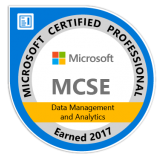 MICROSOFT CERTIFIED PROFESSIONAL
Microsoft
MCSE
Data Management
and Analytics
Earned 2017